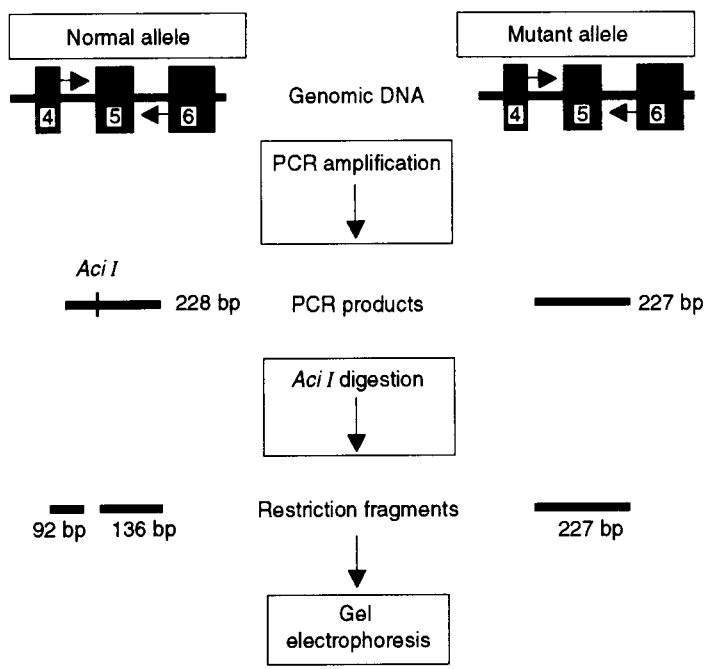 Normal allele
Mutant allele
4 5 6
Genomic DNA
4 5 6
PCR amplification
Aci I
228 bp
PCR products
227 bp
Aci I digestion
92 bp
136 bp
Restriction fragments
227 bp
Gel
electrophoresis